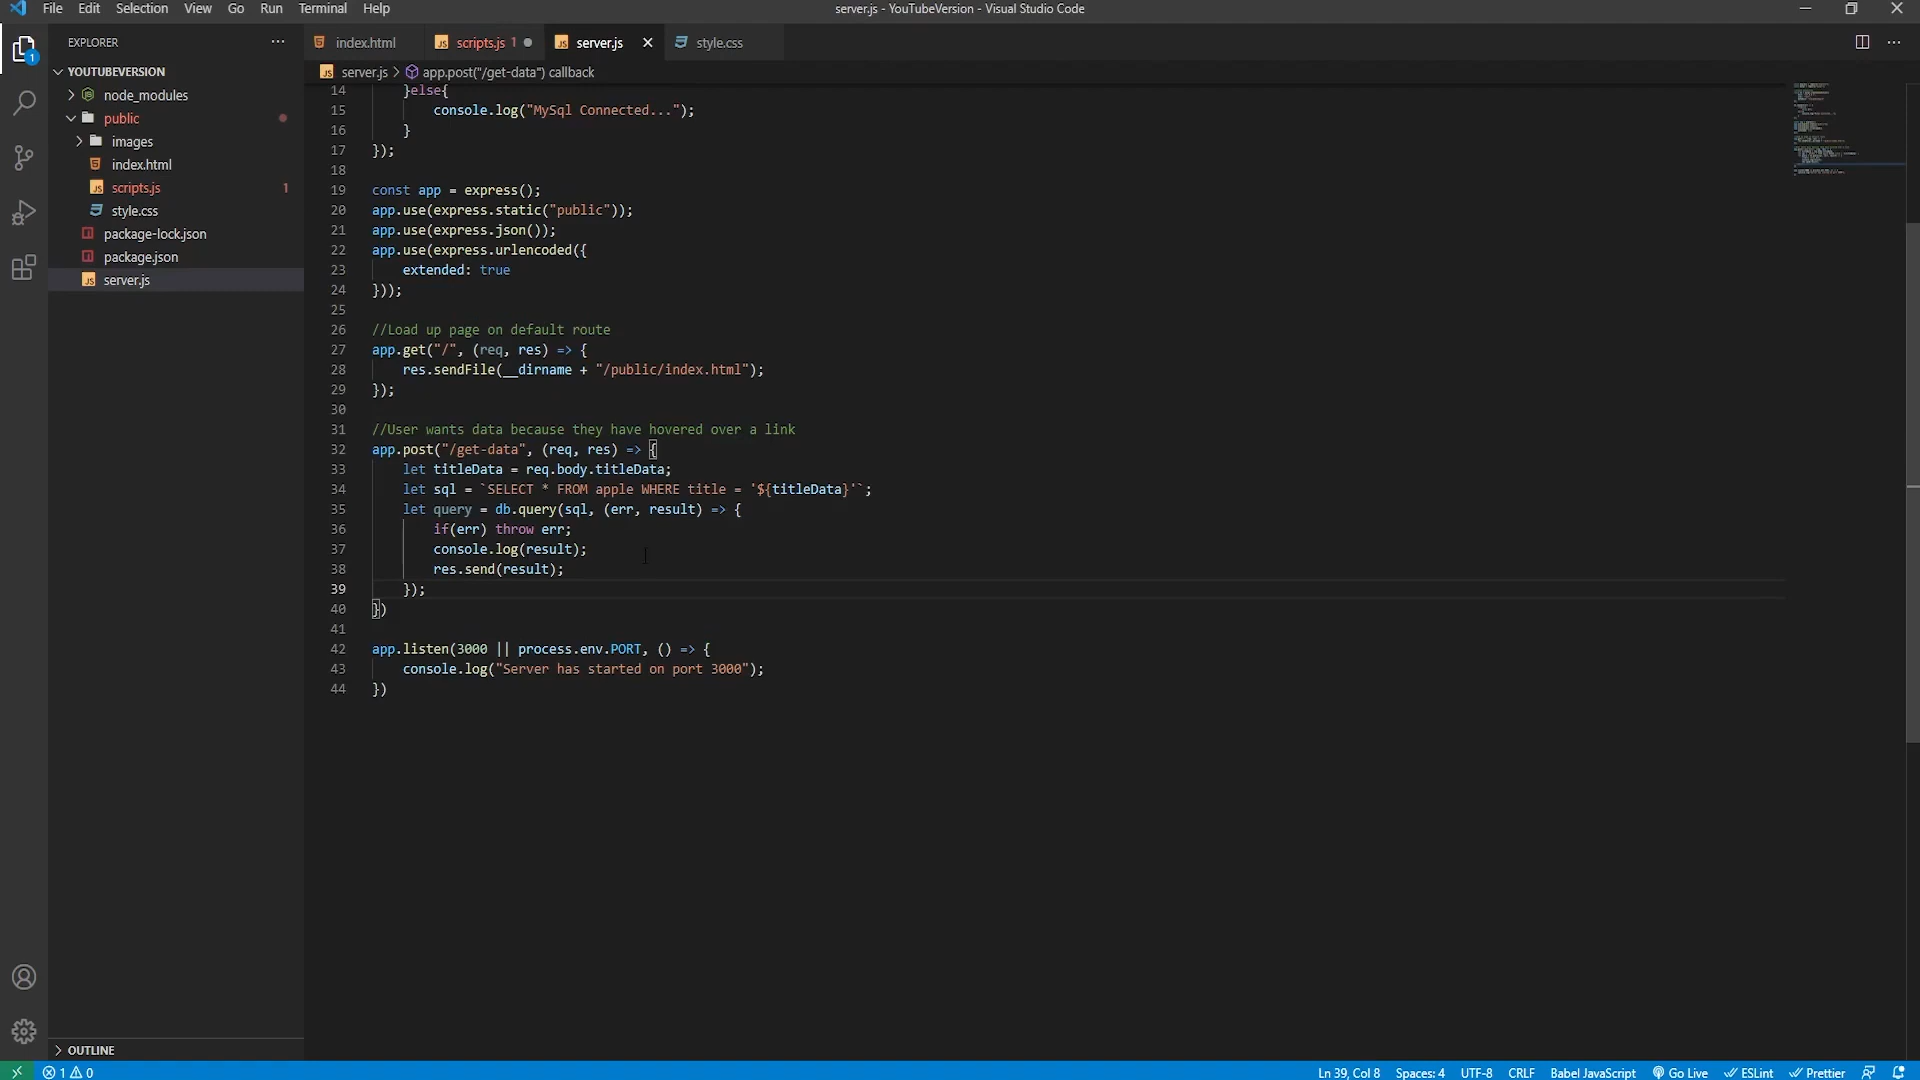 File Edit Selection View Go Run Terminal Help server.js - YouTubeVersion - Visual Studio Code
EXPLORER
index.html scripts.js 1 server.js style.css
YOUTUBEVERSION
node_modules
public
images
index.html
scripts.js 1
style.css
package-lock.json
package.json
server.js
OUTLINE
server.js > app.post("/get-data") callback
14 }else{
15 console.log("MySql Connected...");
16 }
17 });
18
19 const app = express();
20 app.use(express.static("public"));
21 app.use(express.json());
22 app.use(express.urlencoded({
23 extended: true
24 }));
25
26 //Load up page on default route
27 app.get("/", (req, res) => {
28 res.sendFile(__dirname + "/public/index.html");
29 });
30
31 //User wants data because they have hovered over a link
32 app.post("/get-data", (req, res) => {
33 let titleData = req.body.titleData;
34 let sql = `SELECT * FROM apple WHERE title = '${titleData}'`;
35 let query = db.query(sql, (err, result) => {
36 if(err) throw err;
37 console.log(result);
38 res.send(result);
39 });
40 })
41
42 app.listen(3000 || process.env.PORT, () => {
43 console.log("Server has started on port 3000");
44 })
1
1 0 Ln 39, Col 8 Spaces: 4 UTF-8 CRLF Babel JavaScript Go Live ESLint Prettier